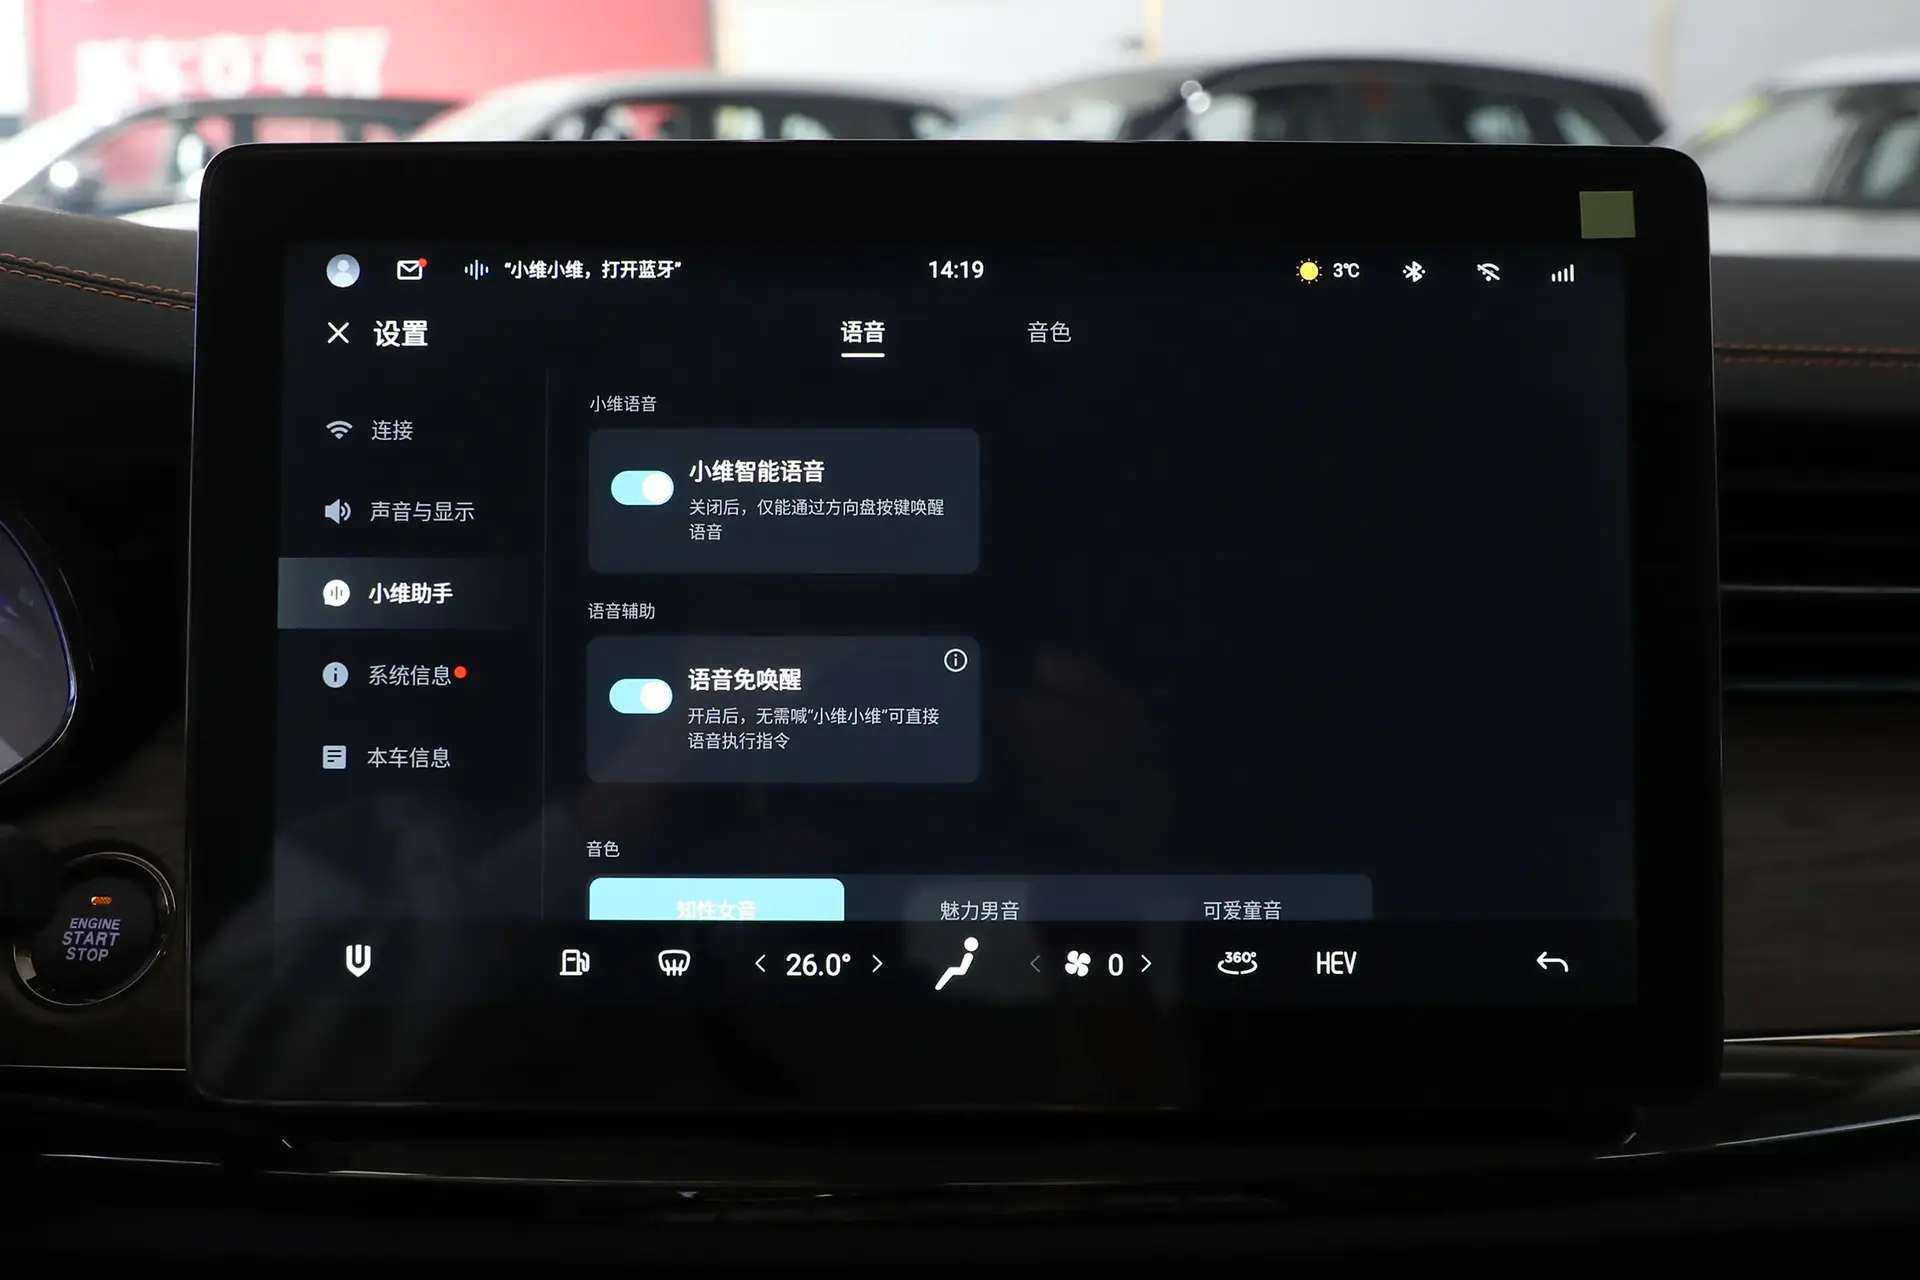 “小维小维，打开蓝牙”
14:19
3℃
设置
语音
音色
连接
声音与显示
小维助手
系统信息
本车信息
小维语音
小维智能语音
关闭后，仅能通过方向盘按键唤醒
语音
语音辅助
语音免唤醒
开启后，无需喊“小维小维”可直接
语音执行指令
音色
知性女音
魅力男音
可爱童音
26.0°
0
360°
HEV
ENGINE
START
STOP